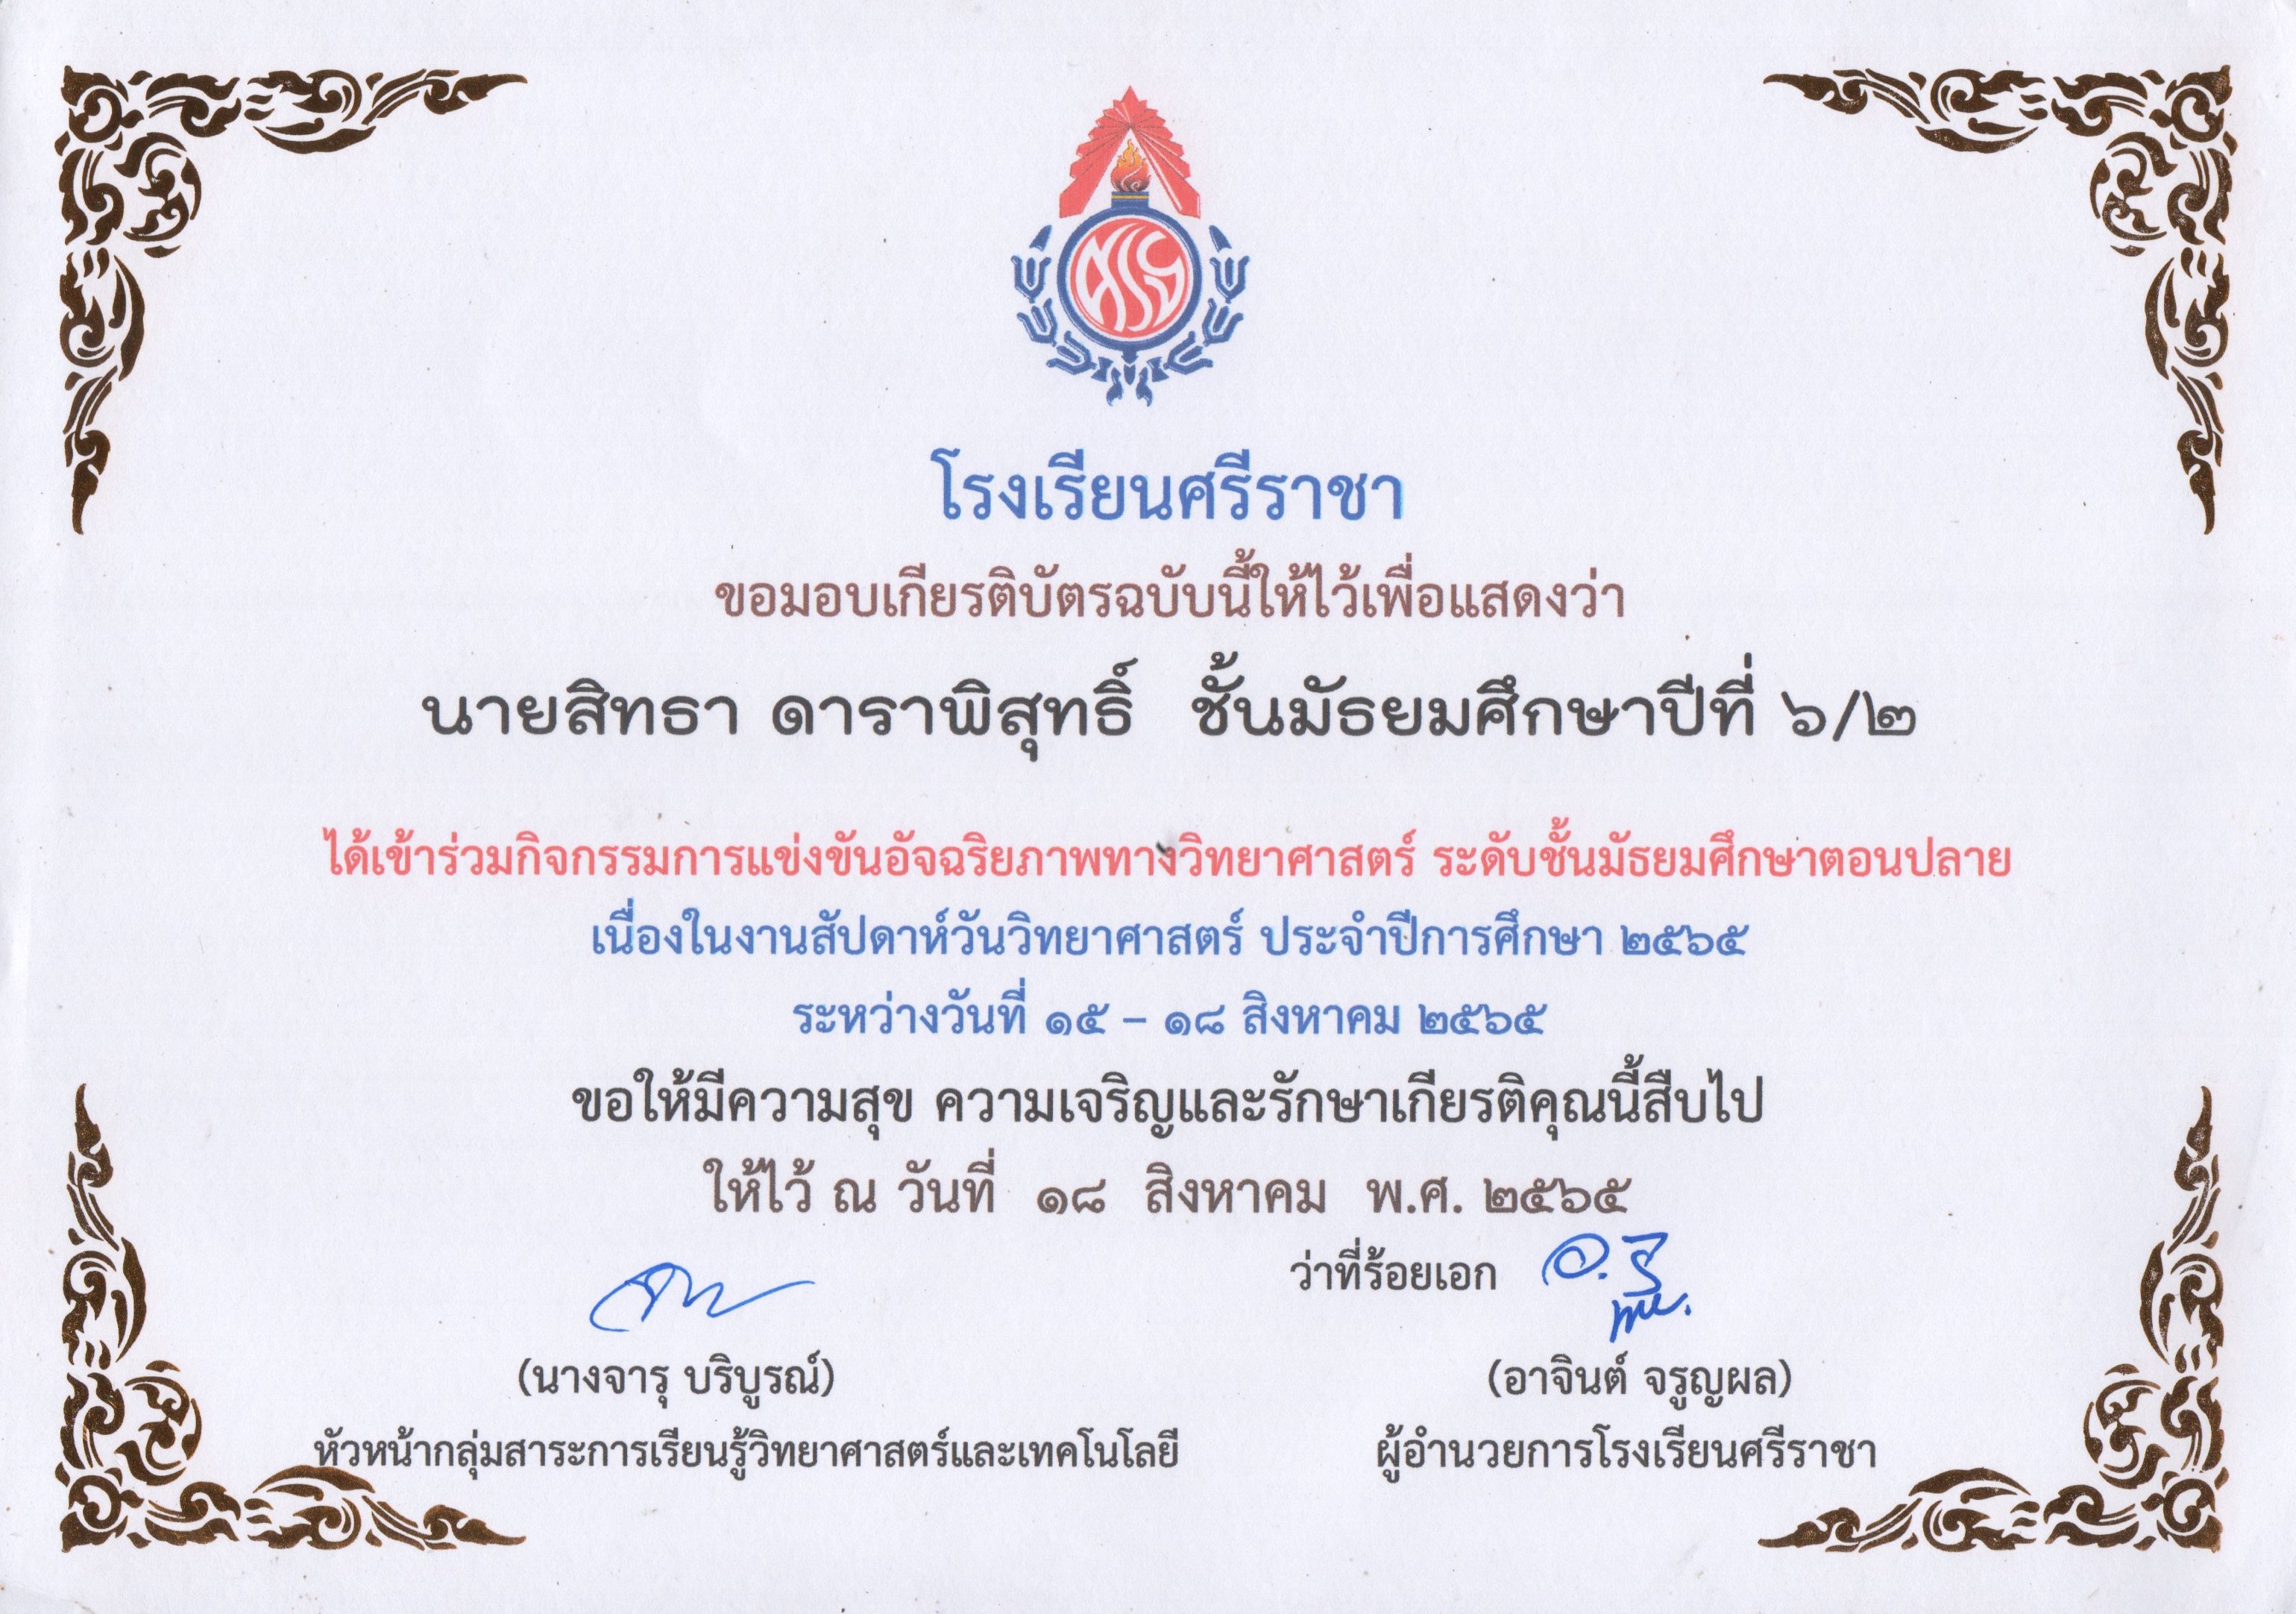 โรงเรียนศรีราชา
ขอมอบเกียรติบัตรฉบับนี้ให้ไว้เพื่อแสดงว่า
นายสิทธา ดาราพิสุทธิ์ ชั้นมัธยมศึกษาปีที่ ๖/๒
ได้เข้าร่วมกิจกรรมการแข่งขันอัจฉริยภาพทางวิทยาศาสตร์ ระดับชั้นมัธยมศึกษาตอนปลาย
เนื่องในงานสัปดาห์วันวิทยาศาสตร์ ประจำปีการศึกษา ๒๕๖๕
ระหว่างวันที่ ๑๕ – ๑๘ สิงหาคม ๒๕๖๕
ขอให้มีความสุข ความเจริญและรักษาเกียรติคุณนี้สืบไป
ให้ไว้ ณ วันที่ ๑๘ สิงหาคม พ.ศ. ๒๕๖๕
ว่าที่ร้อยเอก
(นางจารุ บริบูรณ์)
(อาจินต์ จรูญผล)
หัวหน้ากลุ่มสาระการเรียนรู้วิทยาศาสตร์และเทคโนโลยี
ผู้อำนวยการโรงเรียนศรีราชา